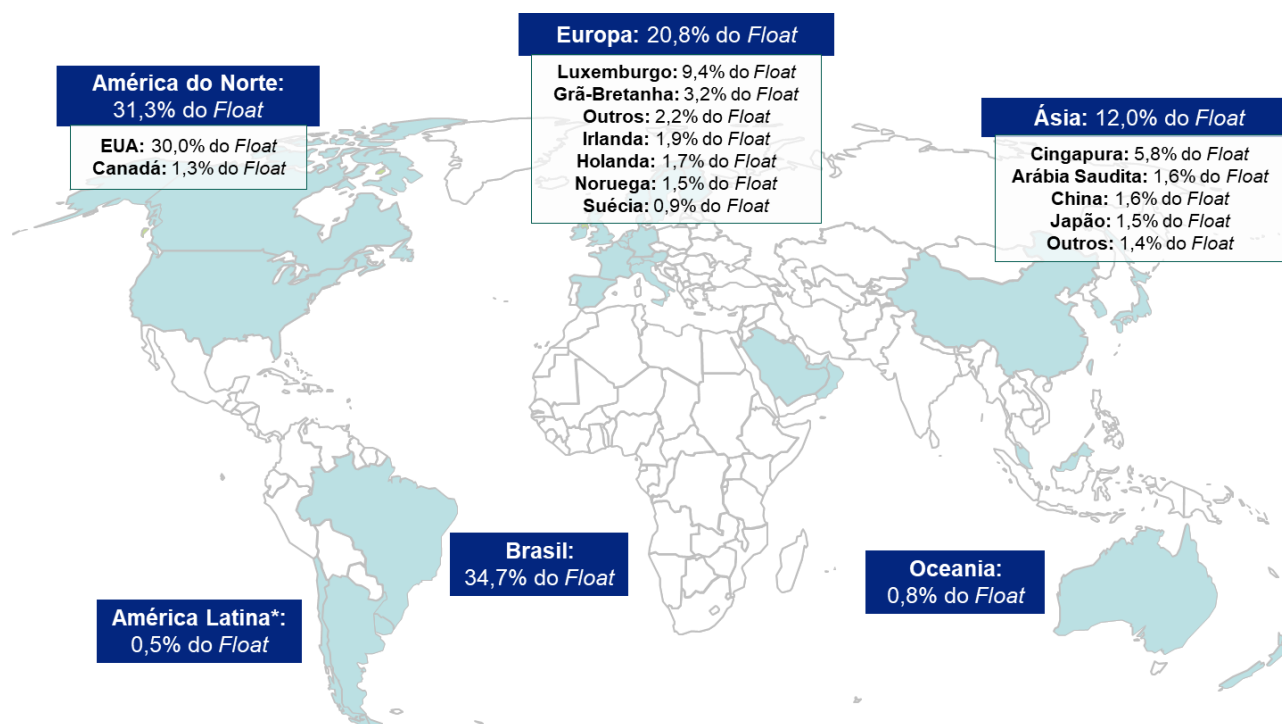 América do Norte:
31,3% do Float
EUA: 30,0% do Float
Canadá: 1,3% do Float
Europa: 20,8% do Float
Luxemburgo: 9,4% do Float
Grã-Bretanha: 3,2% do Float
Outros: 2,2% do Float
Irlanda: 1,9% do Float
Holanda: 1,7% do Float
Noruega: 1,5% do Float
Suécia: 0,9% do Float
Ásia: 12,0% do Float
Cingapura: 5,8% do Float
Arábia Saudita: 1,6% do Float
China: 1,6% do Float
Japão: 1,5% do Float
Outros: 1,4% do Float
Brasil:
34,7% do Float
Oceania:
0,8% do Float
América Latina*:
0,5% do Float